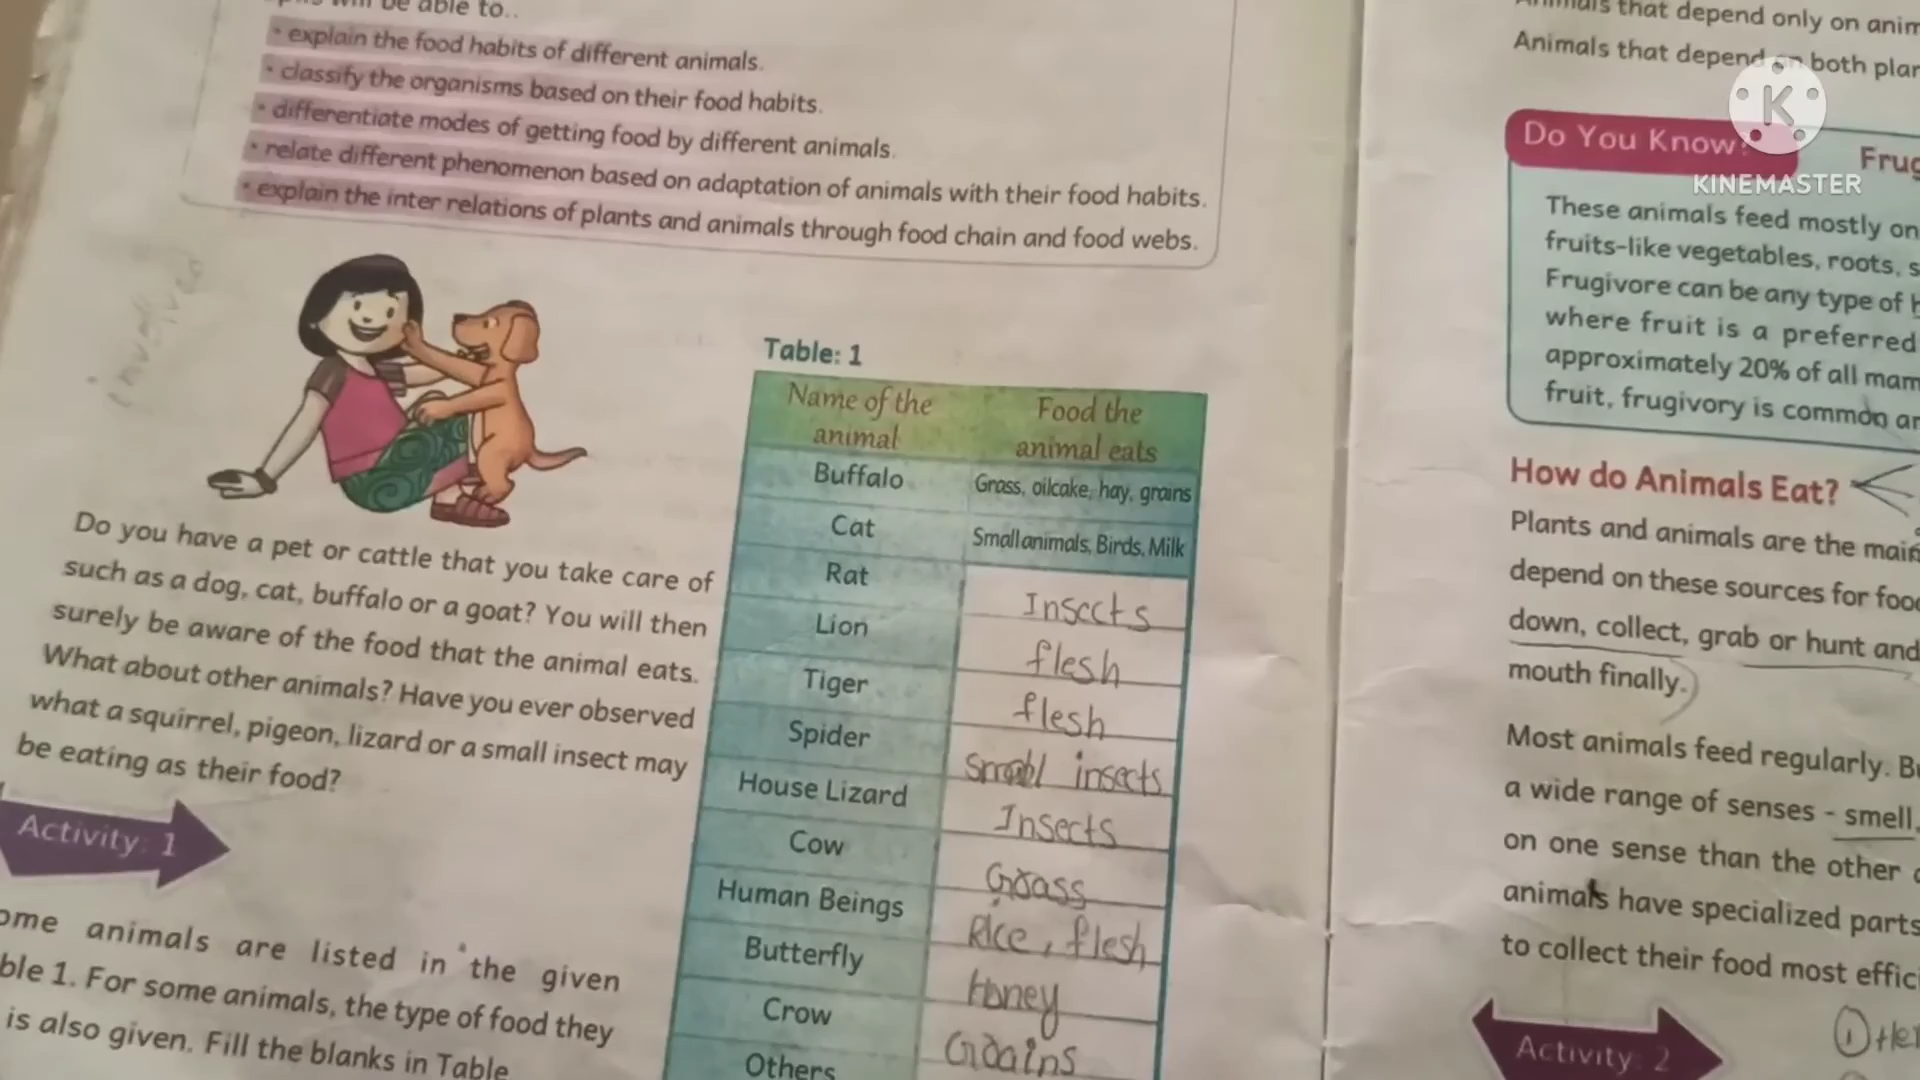 be able to..
• explain the food habits of different animals.
• classify the organisms based on their food habits.
• differentiate modes of getting food by different animals.
• relate different phenomenon based on adaptation of animals with their food habits.
• explain the inter relations of plants and animals through food chain and food webs.
Do you have a pet or cattle that you take care of
such as a dog, cat, buffalo or a goat? You will then
surely be aware of the food that the animal eats.
What about other animals? Have you ever observed
what a squirrel, pigeon, lizard or a small insect may
be eating as their food?
Activity: 1
animals are listed in the given
1. For some animals, the type of food they
is also given. Fill the blanks in Table
Table: 1
Name of the animal Food the animal eats
Buffalo Grass, oilcake, hay, grains
Cat Small animals, Birds, Milk
Rat Insects
Lion flesh
Tiger flesh
Spider Small insects
House Lizard Insects
Cow Grass
Human Beings Rice, flesh
Butterfly Honey
Crow Grains
Others
that depend only on
Animals that depend on both
Do You Know?
These animals feed mostly on
fruits-like vegetables, roots,
Frugivore can be any type of
where fruit is a preferred
approximately 20% of all
fruit, frugivory is common
How do Animals Eat?
Plants and animals are the
depend on these sources for
down, collect, grab or hunt and
mouth finally.
Most animals feed regularly.
a wide range of senses - smell,
on one sense than the other
animals have specialized parts
to collect their food most
Activity: 2
KINEMASTER